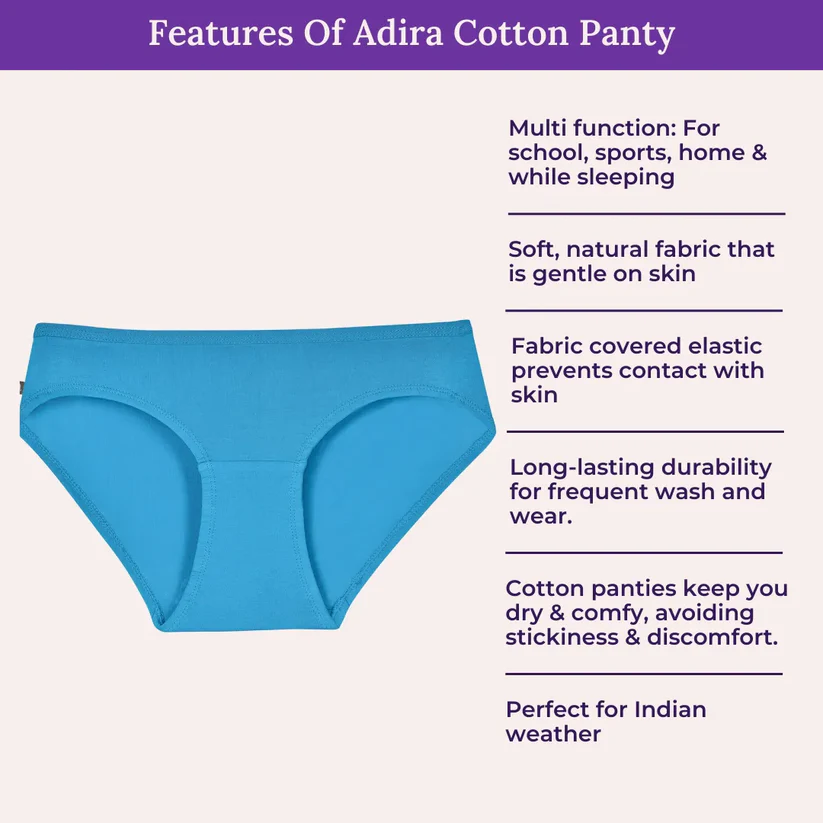 Features Of Adira Cotton Panty
Multi function: For
school, sports, home &
while sleeping
Soft, natural fabric that
is gentle on skin
Fabric covered elastic
prevents contact with
skin
Long-lasting durability
for frequent wash and
wear.
Cotton panties keep you
dry & comfy, avoiding
stickiness & discomfort.
Perfect for Indian
weather